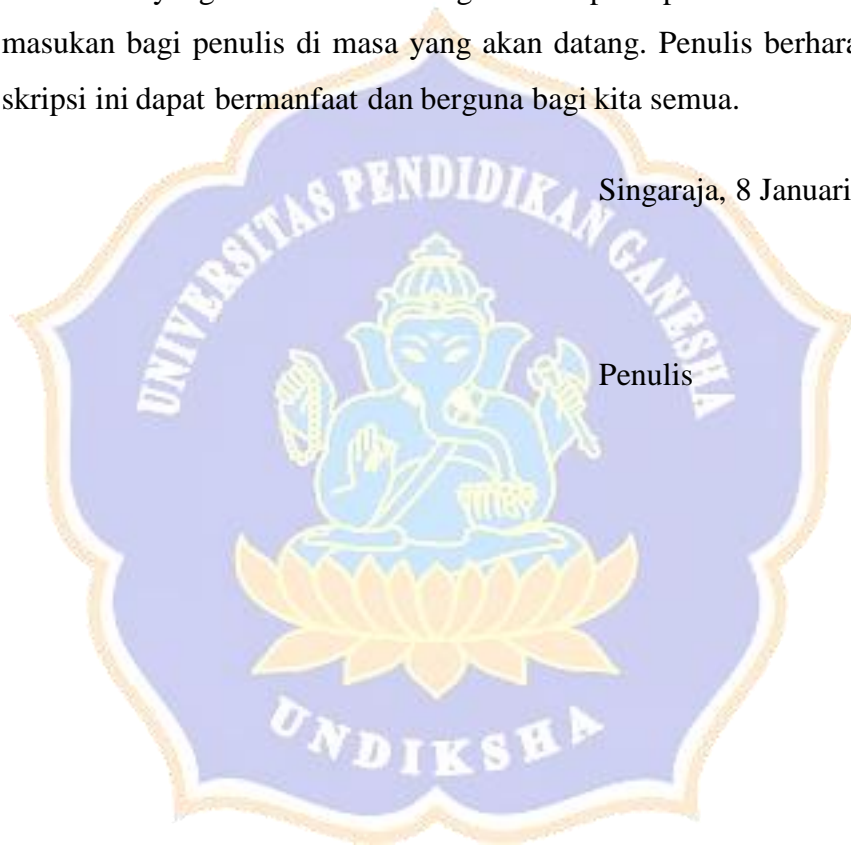 masukan bagi penulis di masa yang akan datang. Penulis berhara
skripsi ini dapat bermanfaat dan berguna bagi kita semua.
Singaraja, 8 Januari
UNIVERSITAS PENDIDIKAN GANESHA
Penulis
UNDIKSHA